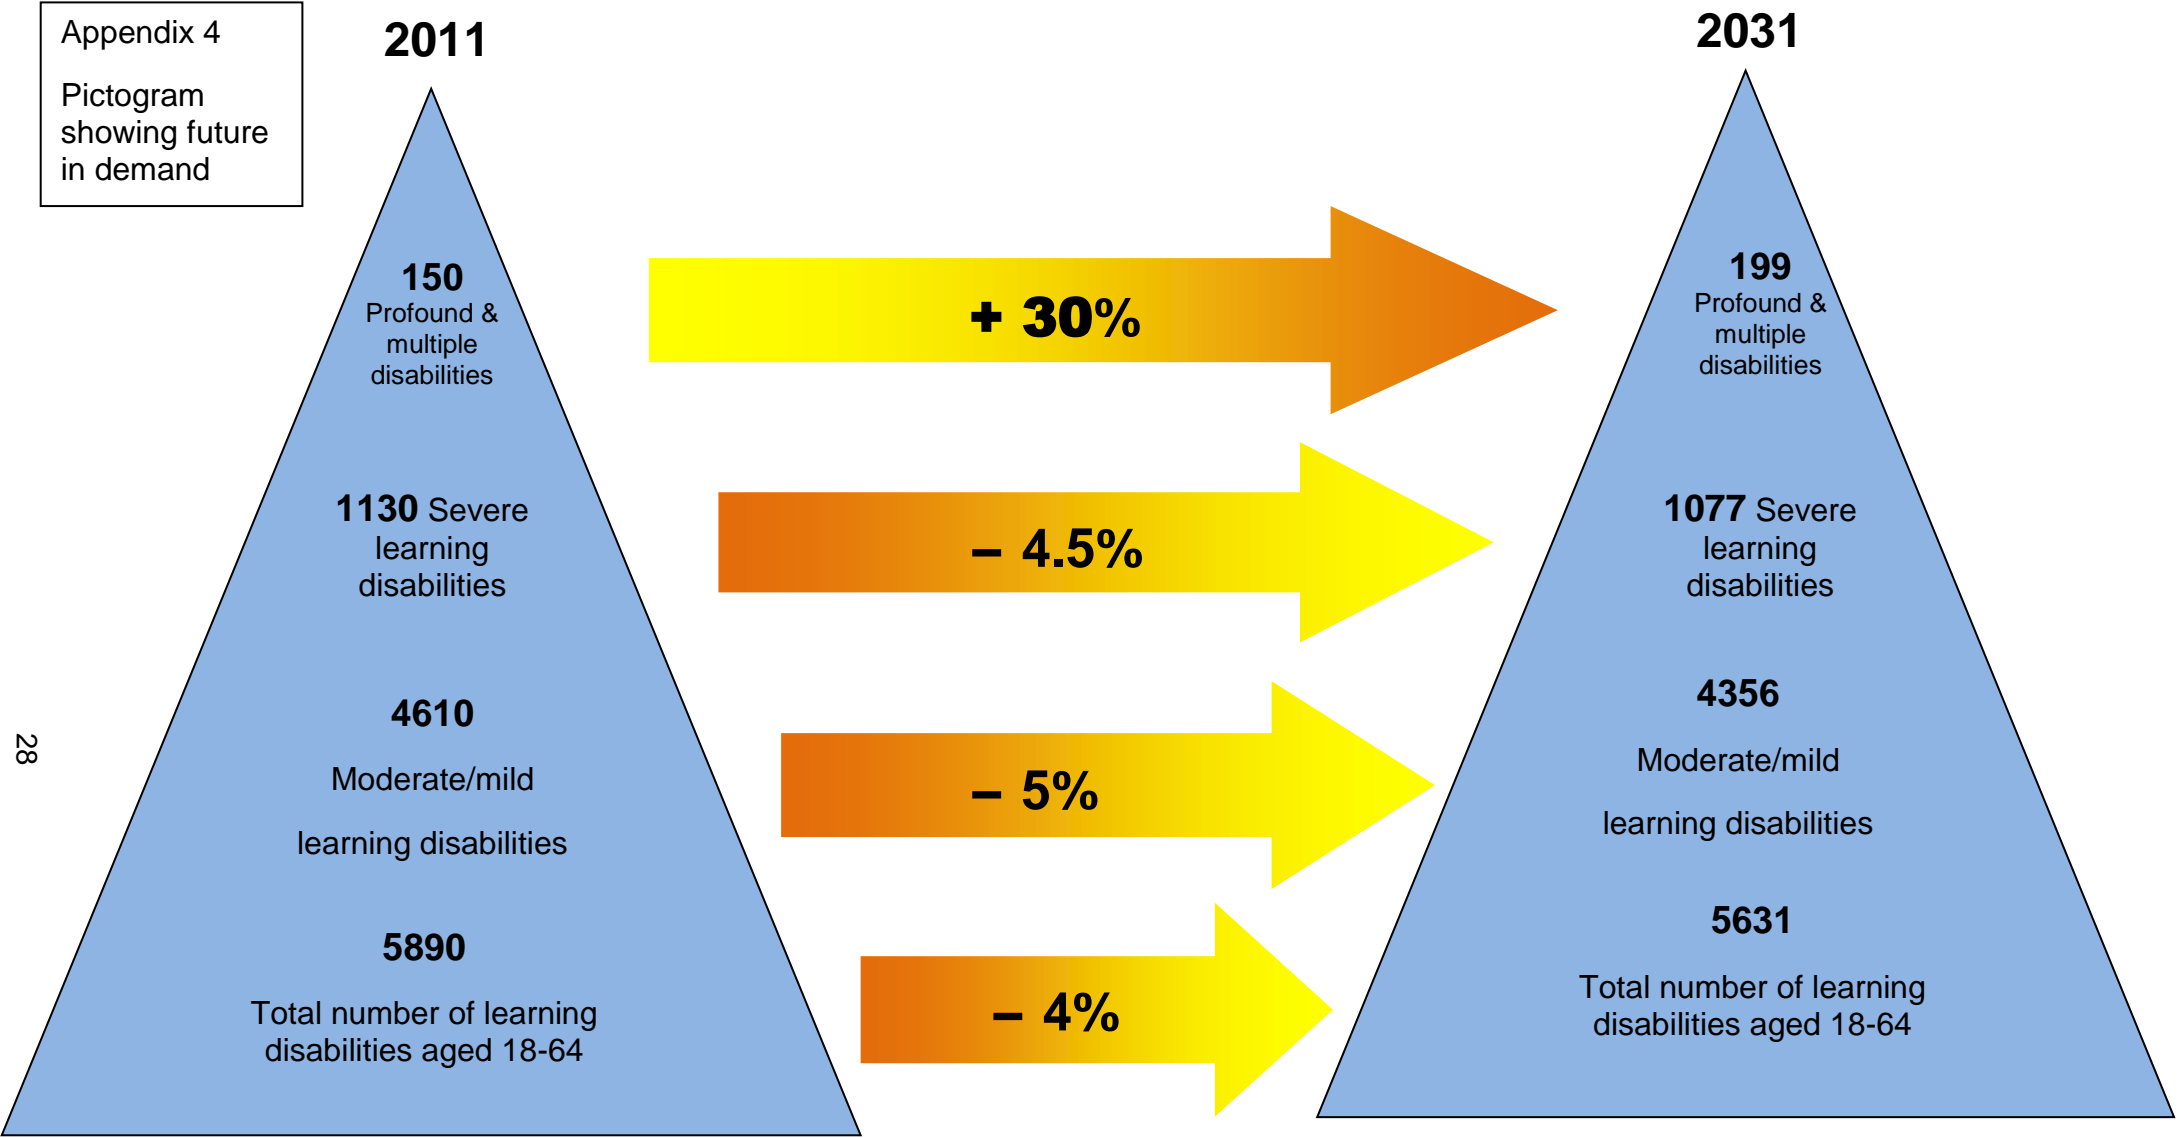 Appendix 4
Pictogram
showing future
in demand
2011
150
Profound &
multiple
disabilities
1130 Severe
learning
disabilities
4610
Moderate/mild
learning disabilities
5890
Total number of learning
disabilities aged 18-64
+ 30%
– 4.5%
– 5%
– 4%
2031
199
Profound &
multiple
disabilities
1077 Severe
learning
disabilities
4356
Moderate/mild
learning disabilities
5631
Total number of learning
disabilities aged 18-64
28